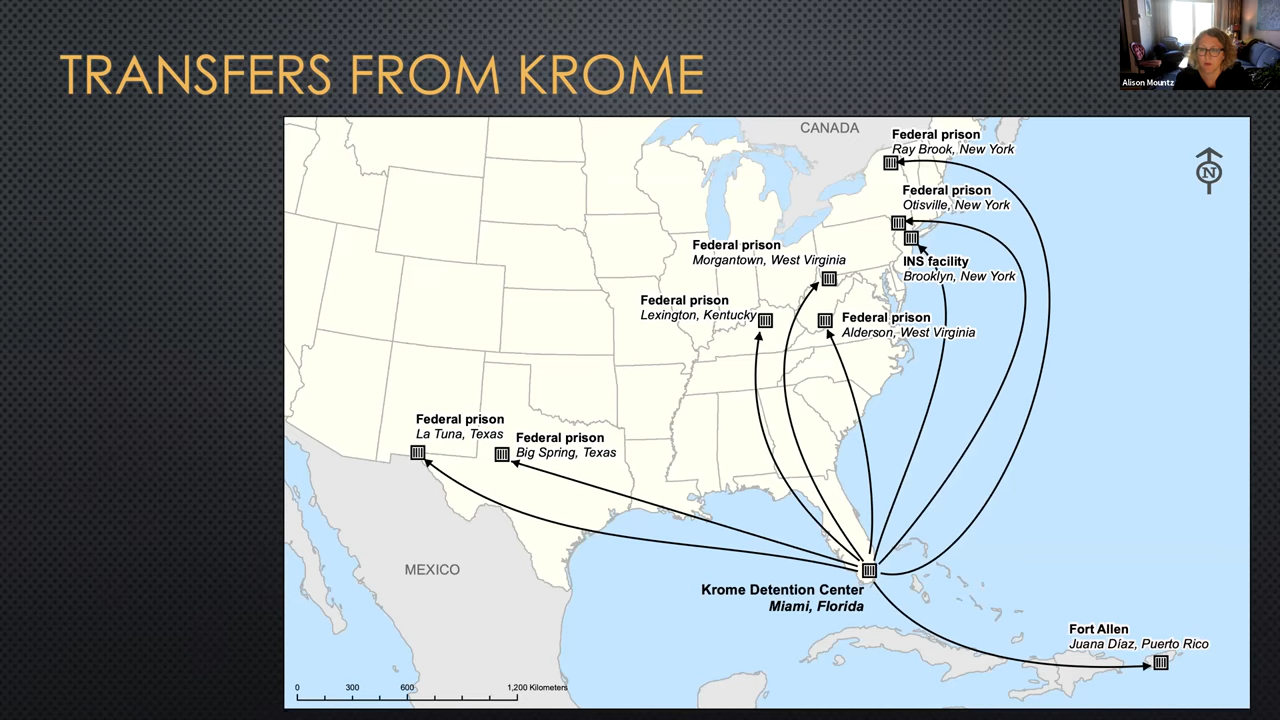 TRANSFERS FROM KROME
Alison Mountz
CANADA
Federal prison
Ray Brook, New York
N
Federal prison
Otisville, New York
Federal prison
Morgantown, West Virginia
INS facility
Brooklyn, New York
Federal prison
Lexington, Kentucky
Federal prison
Alderson, West Virginia
Federal prison
La Tuna, Texas
Federal prison
Big Spring, Texas
MEXICO
Krome Detention Center
Miami, Florida
Fort Allen
Juana Díaz, Puerto Rico
0 300 600 1,200 Kilometers